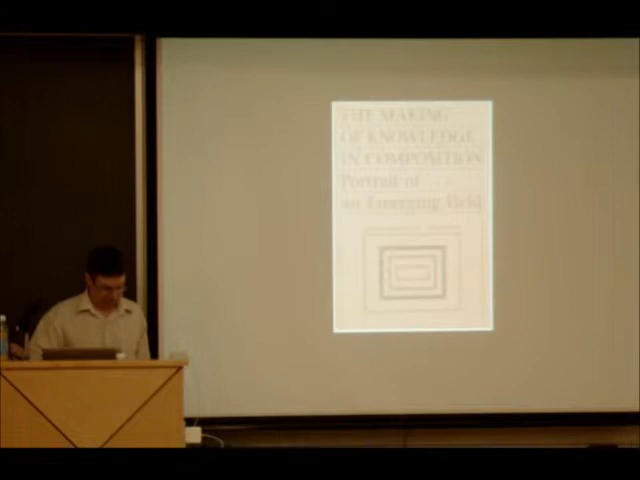 THE MAKING
OF KNOWLEDGE
IN COMPOSITION
Portrait of
an Emerging Field